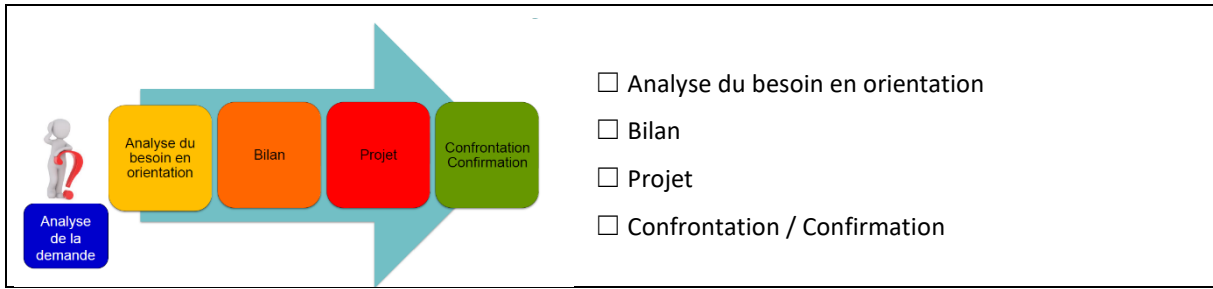 Analyse
de la
demande
Analyse du
besoin en
orientation
Bilan
Projet
Confrontation
Confirmation
☐ Analyse du besoin en orientation
☐ Bilan
☐ Projet
☐ Confrontation / Confirmation